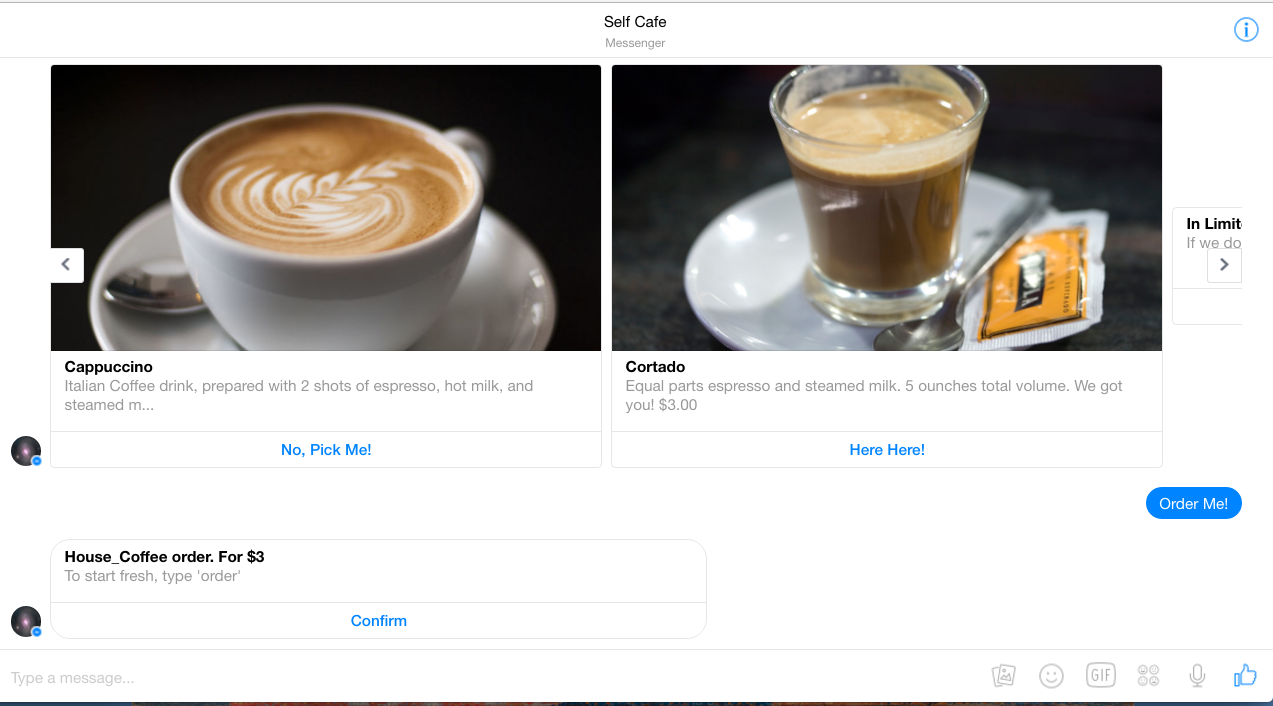 Self Cafe
Messenger
Cappuccino
Italian Coffee drink, prepared with 2 shots of espresso, hot milk, and
steamed m...
No, Pick Me!
Cortado
Equal parts espresso and steamed milk. 5 ounches total volume. We got
you! $3.00
Here Here!
In Limit
If we do
Order Me!
House_Coffee order. For $3
To start fresh, type 'order'
Confirm
Type a message...
GIF